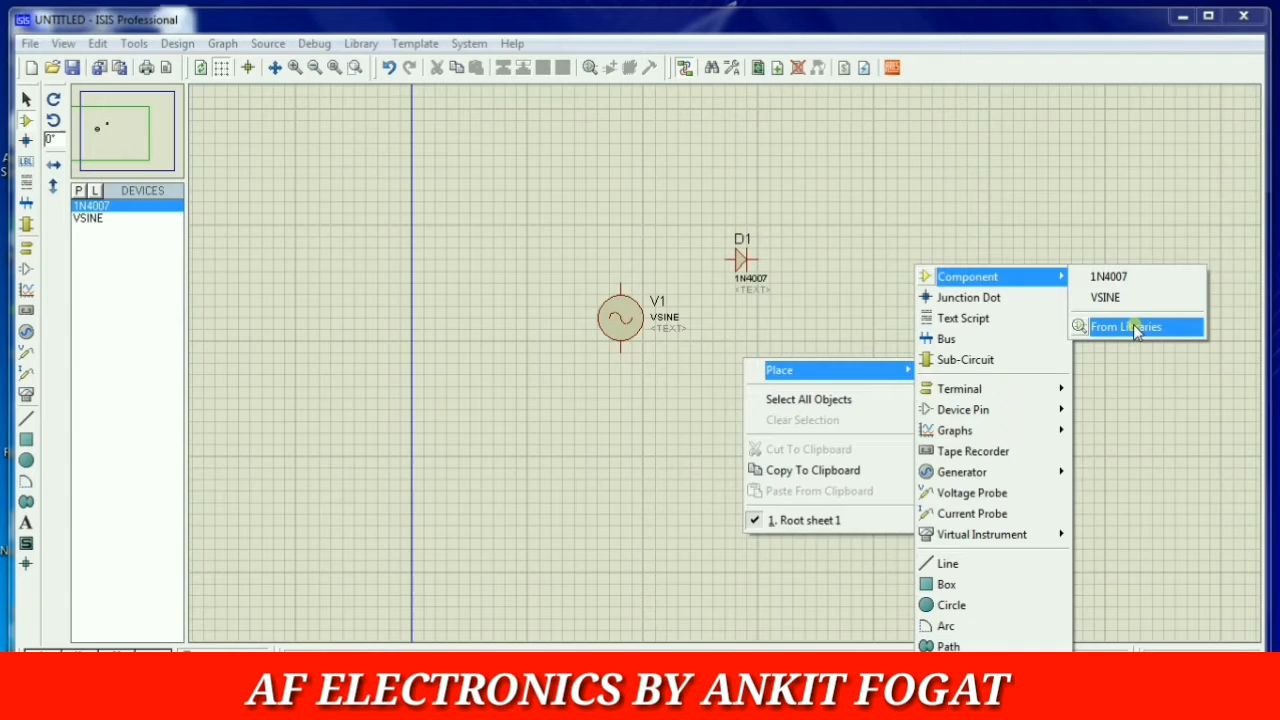 UNTITLED - ISIS Professional
File View Edit Tools Design Graph Source Debug Library Template System Help
0°
P L DEVICES
1N4007
VSINE
LBL
A
S
D1
1N4007
<TEXT>
V1
VSINE
<TEXT>
Place
Select All Objects
Clear Selection
Cut To Clipboard
Copy To Clipboard
Paste From Clipboard
1. Root sheet 1
Component
Junction Dot
Text Script
Bus
Sub-Circuit
Terminal
Device Pin
Graphs
Tape Recorder
Generator
Voltage Probe
Current Probe
Virtual Instrument
Line
Box
Circle
Arc
Path
1N4007
VSINE
From Libraries
AF ELECTRONICS BY ANKIT FOGAT